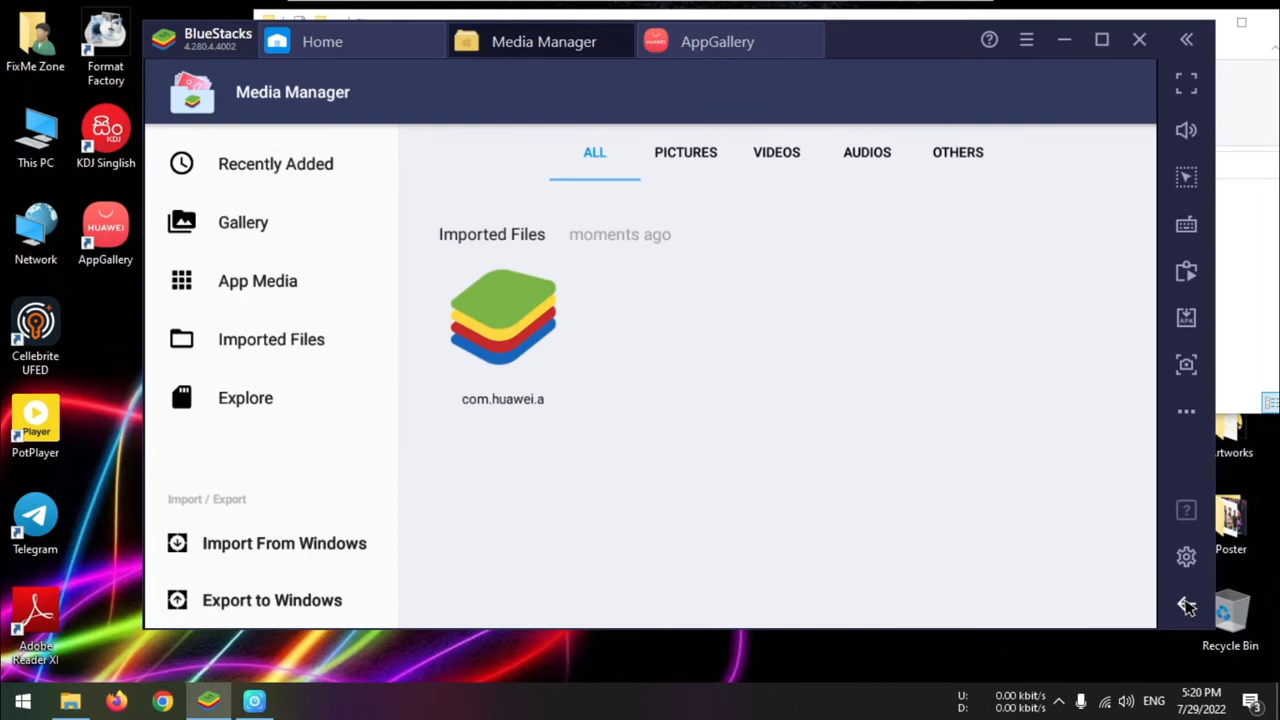 BlueStacks
4.280.4.4002
Home
Media Manager
AppGallery
Media Manager
Recently Added
Gallery
App Media
Imported Files
Explore
Import / Export
Import From Windows
Export to Windows
ALL
PICTURES
VIDEOS
AUDIOS
OTHERS
Imported Files moments ago
com.huawei.a
APK
FixMe Zone
Format
Factory
This PC
KDJ Singlish
HUAWEI
Network
AppGallery
Cellebrite
UFED
Player
PotPlayer
Telegram
Adobe
Reader XI
Poster
Recycle Bin
U: 0.00 kbit/s
D: 0.00 kbit/s
ENG
5:20 PM
7/29/2022
3